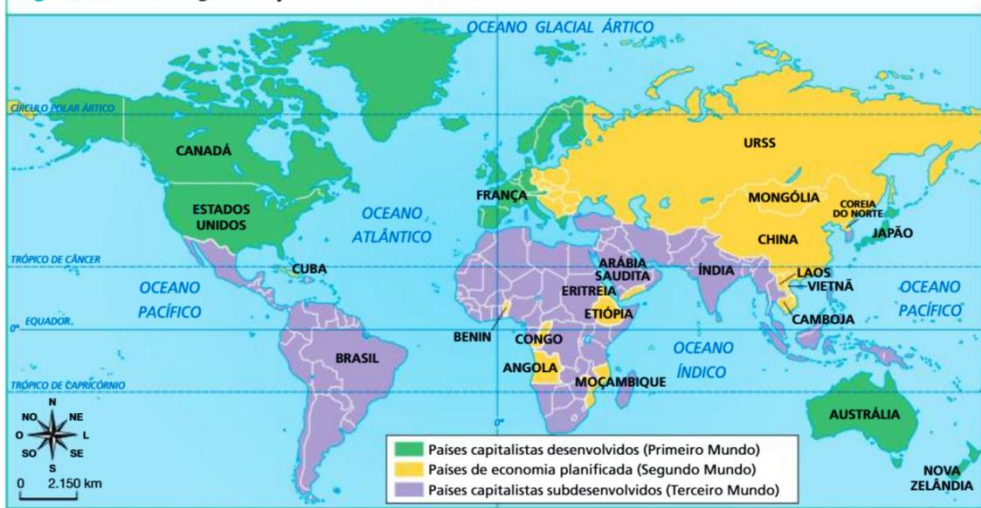 OCEANO GLACIAL ÁRTICO
CÍRCULO POLAR ÁRTICO
CANADÁ
URSS
FRANÇA
MONGÓLIA
COREIA
DO NORTE
ESTADOS
UNIDOS
OCEANO
ATLÂNTICO
JAPÃO
CHINA
TRÓPICO DE CÂNCER
CUBA
ARÁBIA
SAUDITA
ÍNDIA
LAOS
VIETNÃ
OCEANO
PACÍFICO
OCEANO
PACÍFICO
ERITREIA
ETIÓPIA
CAMBOJA
0° EQUADOR
BENIN
CONGO
BRASIL
OCEANO
ÍNDICO
ANGOLA
MOÇAMBIQUE
TRÓPICO DE CAPRICÓRNIO
AUSTRÁLIA
N
NO NE
O L
SO SE
S
0°
0 2.150 km
Países capitalistas desenvolvidos (Primeiro Mundo)
Países de economia planificada (Segundo Mundo)
Países capitalistas subdesenvolvidos (Terceiro Mundo)
NOVA
ZELÂNDIA